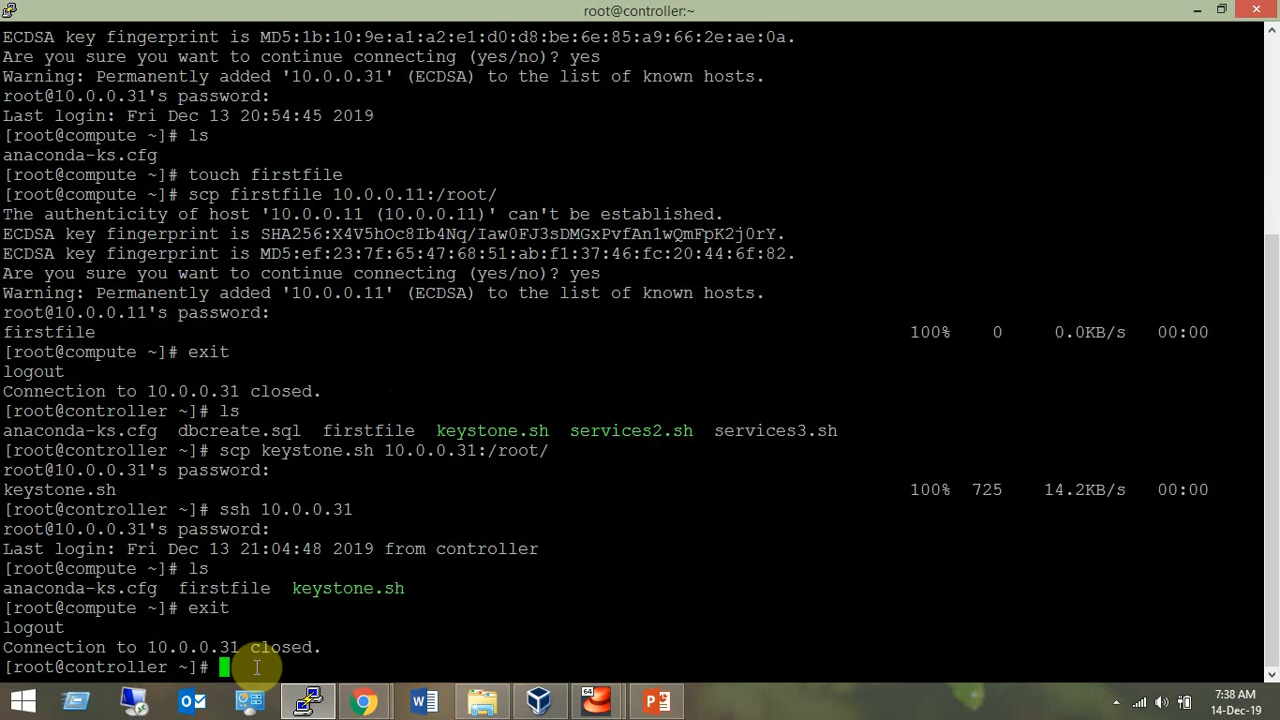 root@controller:~
ECDSA key fingerprint is MD5:1b:10:9e:a1:a2:e1:d0:d8:be:6e:85:a9:66:2e:ae:0a.
Are you sure you want to continue connecting (yes/no)? yes
Warning: Permanently added '10.0.0.31' (ECDSA) to the list of known hosts.
root@10.0.0.31's password:
Last login: Fri Dec 13 20:54:45 2019
[root@compute ~]# ls
anaconda-ks.cfg
[root@compute ~]# touch firstfile
[root@compute ~]# scp firstfile 10.0.0.11:/root/
The authenticity of host '10.0.0.11 (10.0.0.11)' can't be established.
ECDSA key fingerprint is SHA256:X4V5hOc8Ib4Nq/Iaw0FJ3sDMGxPvfAn1wQmFpK2j0rY.
ECDSA key fingerprint is MD5:ef:23:7f:65:47:68:51:ab:f1:37:46:fc:20:44:6f:82.
Are you sure you want to continue connecting (yes/no)? yes
Warning: Permanently added '10.0.0.11' (ECDSA) to the list of known hosts.
root@10.0.0.11's password:
firstfile 100% 0 0.0KB/s 00:00
[root@compute ~]# exit
logout
Connection to 10.0.0.31 closed.
[root@controller ~]# ls
anaconda-ks.cfg dbcreate.sql firstfile keystone.sh services2.sh services3.sh
[root@controller ~]# scp keystone.sh 10.0.0.31:/root/
root@10.0.0.31's password:
keystone.sh 100% 725 14.2KB/s 00:00
[root@controller ~]# ssh 10.0.0.31
root@10.0.0.31's password:
Last login: Fri Dec 13 21:04:48 2019 from controller
[root@compute ~]# ls
anaconda-ks.cfg firstfile keystone.sh
[root@compute ~]# exit
logout
Connection to 10.0.0.31 closed.
[root@controller ~]#
64
7:38 AM
14-Dec-19